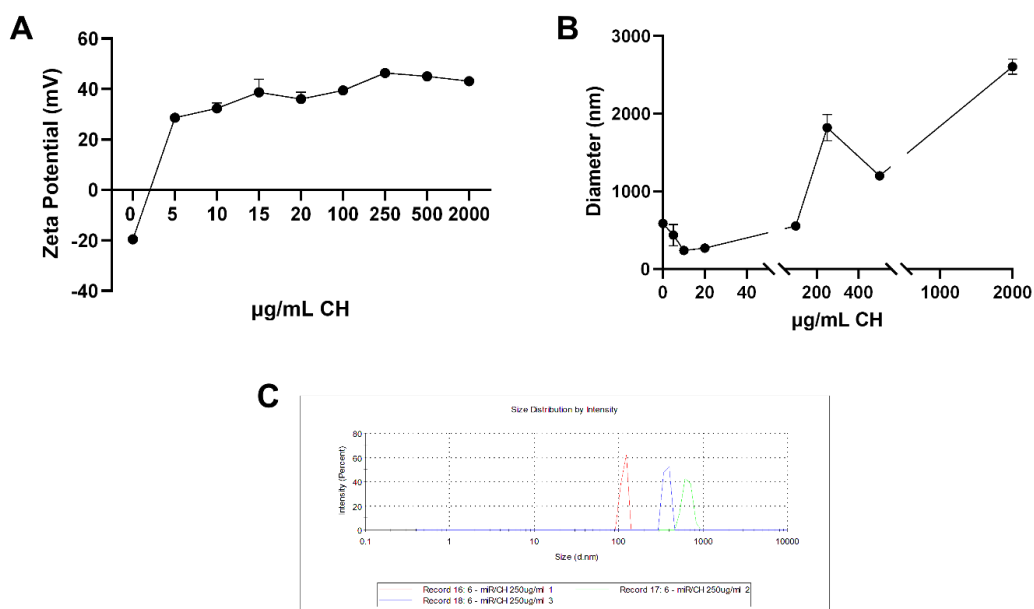 A
Zeta Potential (mV)
60
40
20
0
-20
-40
0 5 10 15 20 100 250 500 2000
µg/mL CH
B
Diameter (nm)
3000
2000
1000
0
0 20 40 200 400 1000 2000
µg/mL CH
C
Size Distribution by Intensity
Intensity (Percent)
80
60
40
20
0
0.1 1 10 100 1000 10000
Size (d.nm)
Record 16: 6 - miR/CH 250ug/ml 1
Record 17: 6 - miR/CH 250ug/ml 2
Record 18: 6 - miR/CH 250ug/ml 3